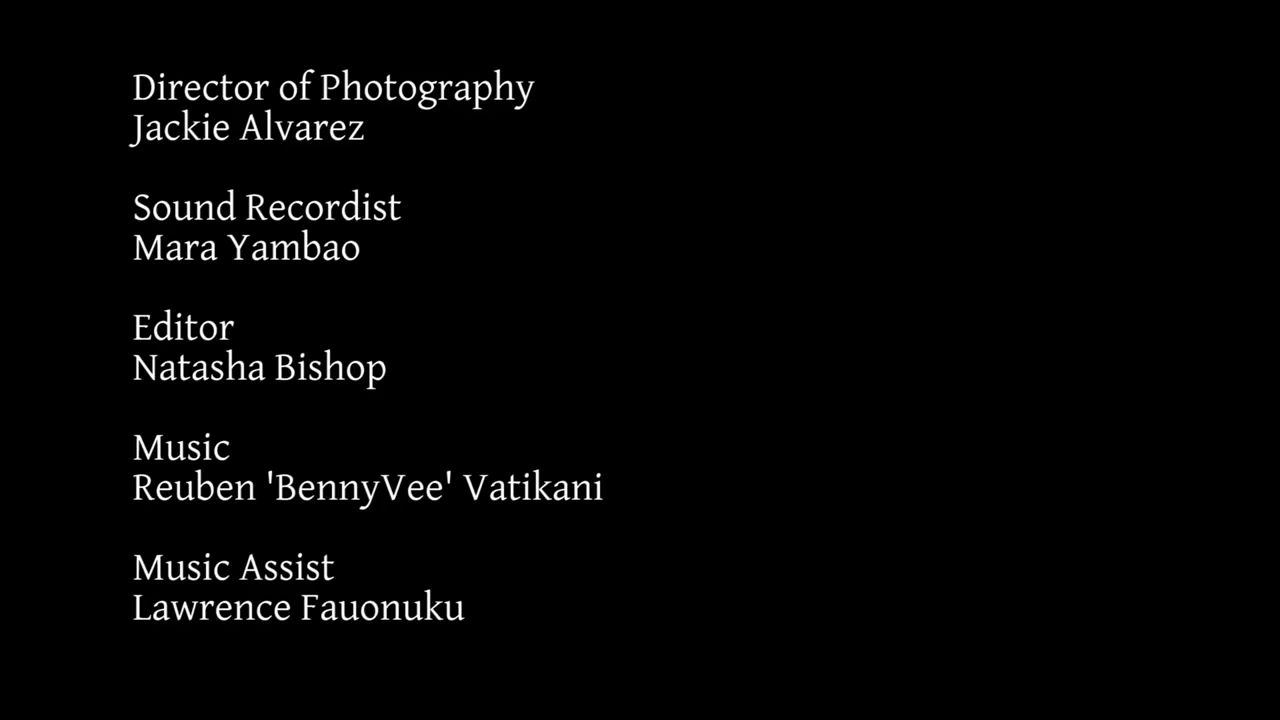 Director of Photography
Jackie Alvarez
Sound Recordist
Mara Yambao
Editor
Natasha Bishop
Music
Reuben 'BennyVee' Vatikani
Music Assist
Lawrence Fauonuku